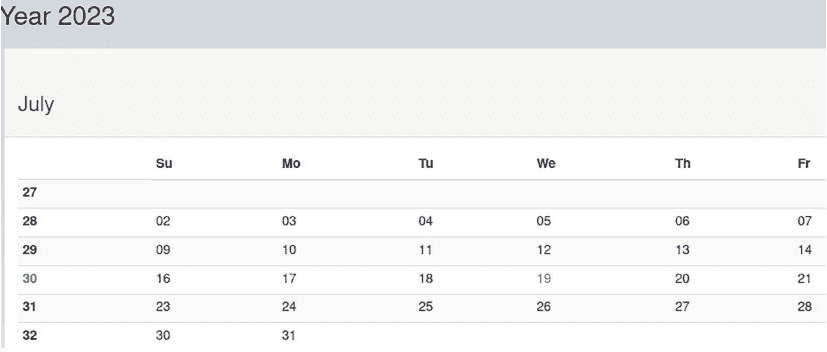 Year 2023
July
Su Mo Tu We Th Fr
27
28 02 03 04 05 06 07
29 09 10 11 12 13 14
30 16 17 18 19 20 21
31 23 24 25 26 27 28
32 30 31